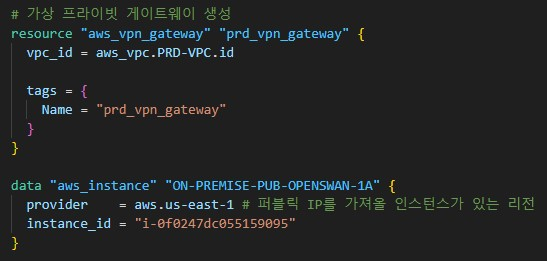 # 가상 프라이빗 게이트웨이 생성
resource "aws_vpn_gateway" "prd_vpn_gateway" {
  vpc_id = aws_vpc.PRD-VPC.id

  tags = {
    Name = "prd_vpn_gateway"
  }
}

data "aws_instance" "ON-PREMISE-PUB-OPENSWAN-1A" {
  provider    = aws.us-east-1 # 퍼블릭 IP를 가져올 인스턴스가 있는 리전
  instance_id = "i-0f0247dc055159095"
}